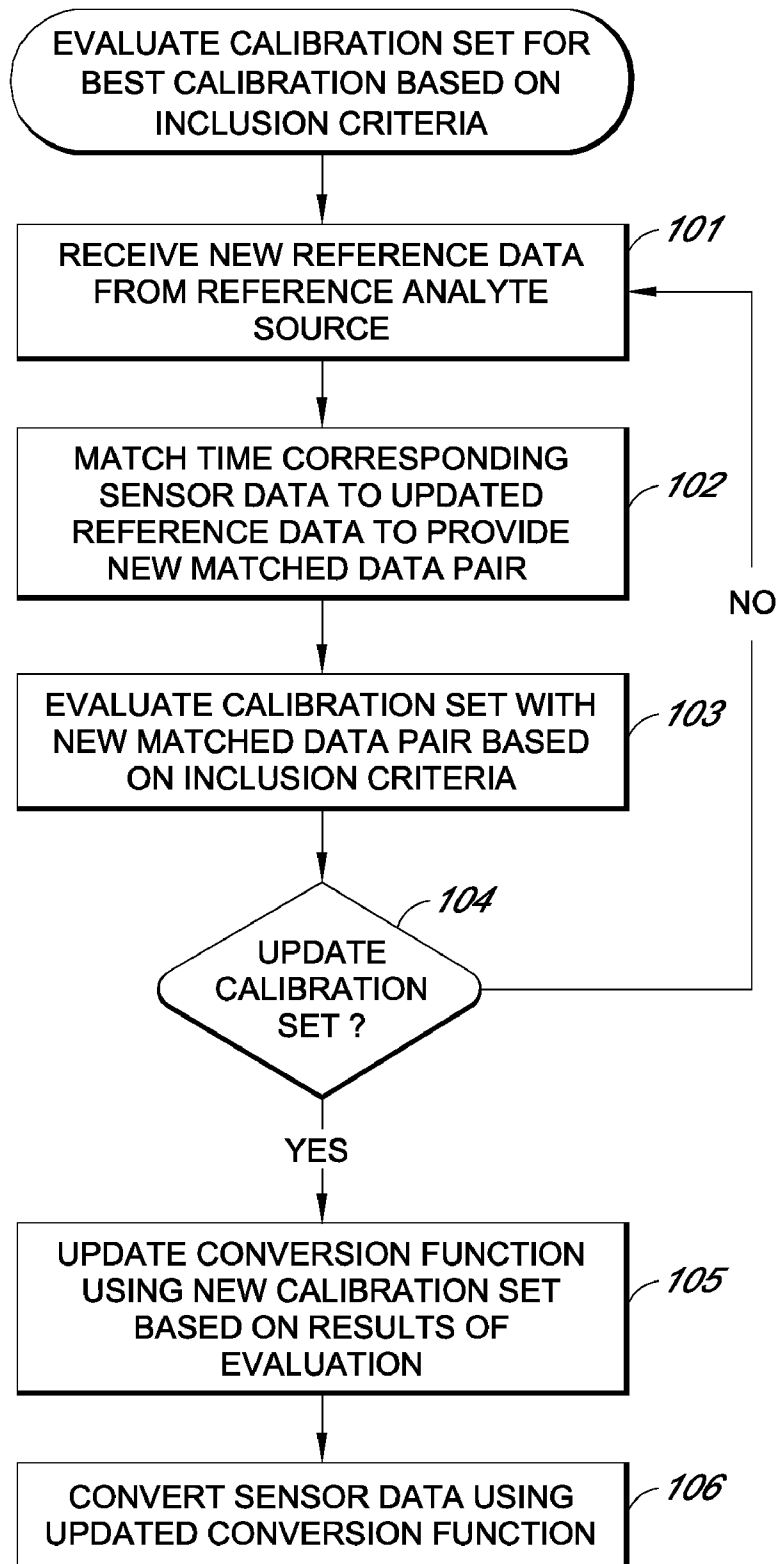 EVALUATE CALIBRATION SET FOR
BEST CALIBRATION BASED ON
INCLUSION CRITERIA
101
RECEIVE NEW REFERENCE DATA
FROM REFERENCE ANALYTE
SOURCE
MATCH TIME CORRESPONDING
SENSOR DATA TO UPDATED
REFERENCE DATA TO PROVIDE
NEW MATCHED DATA PAIR
102
NO
EVALUATE CALIBRATION SET WITH
NEW MATCHED DATA PAIR BASED
ON INCLUSION CRITERIA
103
104
UPDATE
CALIBRATION
SET ?
YES
UPDATE CONVERSION FUNCTION
USING NEW CALIBRATION SET
BASED ON RESULTS OF
EVALUATION
105
CONVERT SENSOR DATA USING
UPDATED CONVERSION FUNCTION
106